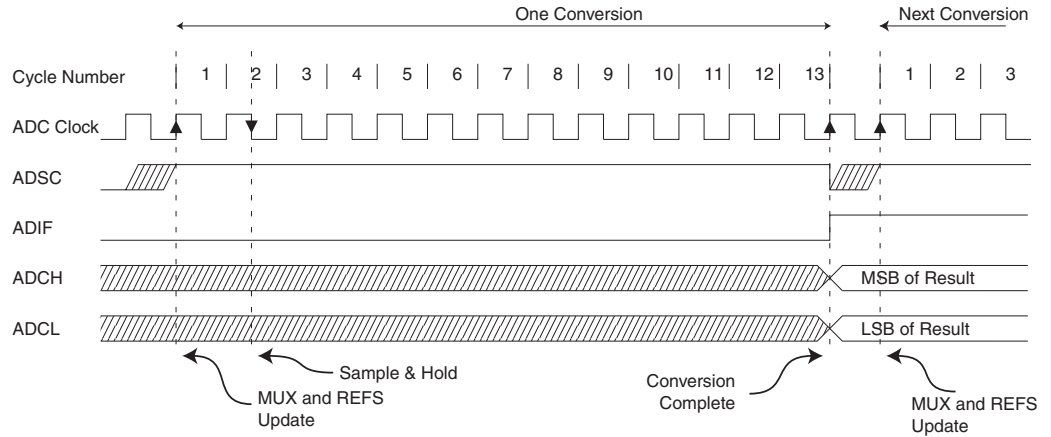 One Conversion
Next Conversion
Cycle Number 1 2 3 4 5 6 7 8 9 10 11 12 13 1 2 3
ADC Clock
ADSC
ADIF
ADCH MSB of Result
ADCL LSB of Result
Sample & Hold
MUX and REFS
Update
Conversion
Complete
MUX and REFS
Update